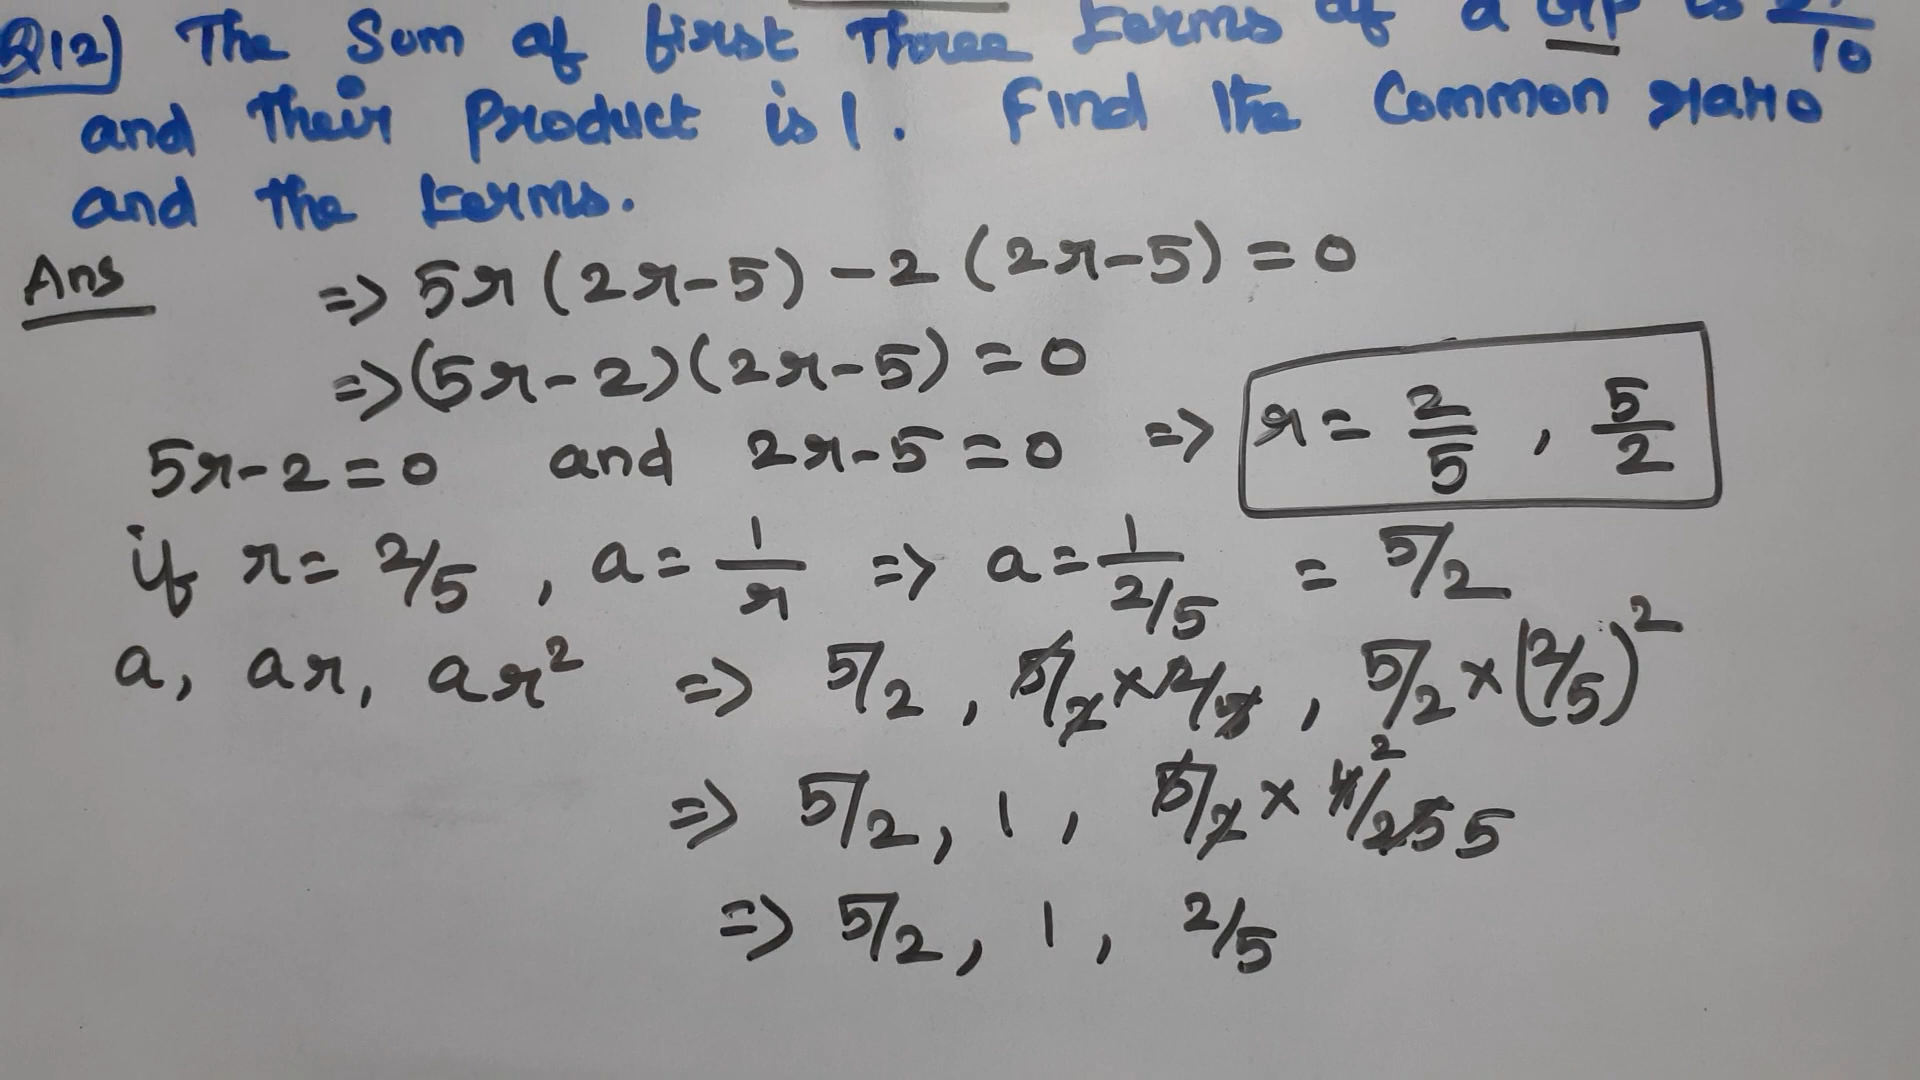 Q12) The Sum of first Three terms of a GP is /10
and Their Product is 1. Find the Common ratio
and the terms.
Ans
=> 5r (2r-5) - 2 (2r-5) = 0
=> (5r-2)(2r-5) = 0
5r-2=0 and 2r-5=0 => r = 2/5 , 5/2
if r = 2/5 , a = 1/r => a = 1/2/5 = 5/2
a, ar, ar² => 5/2 , 5/2 × 2/5 , 5/2 × (2/5)²
=> 5/2 , 1 , 5/2 × 4/25 2 5 5
=> 5/2 , 1 , 2/5